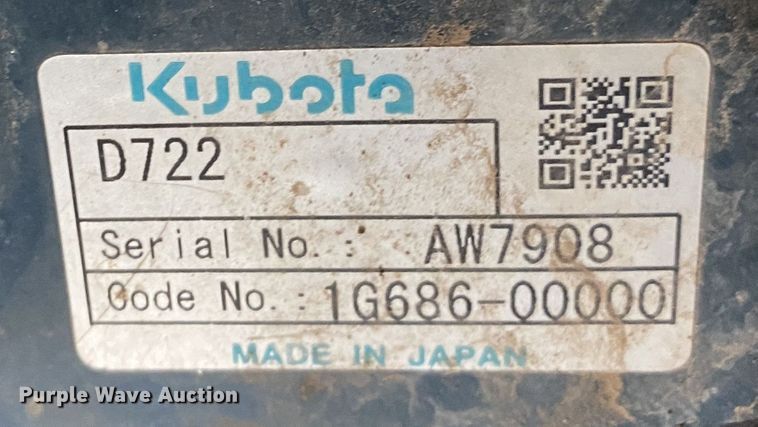 Kubota
D722
Serial No.: AW7908
Code No.: 1G686-00000
MADE IN JAPAN
Purple Wave Auction